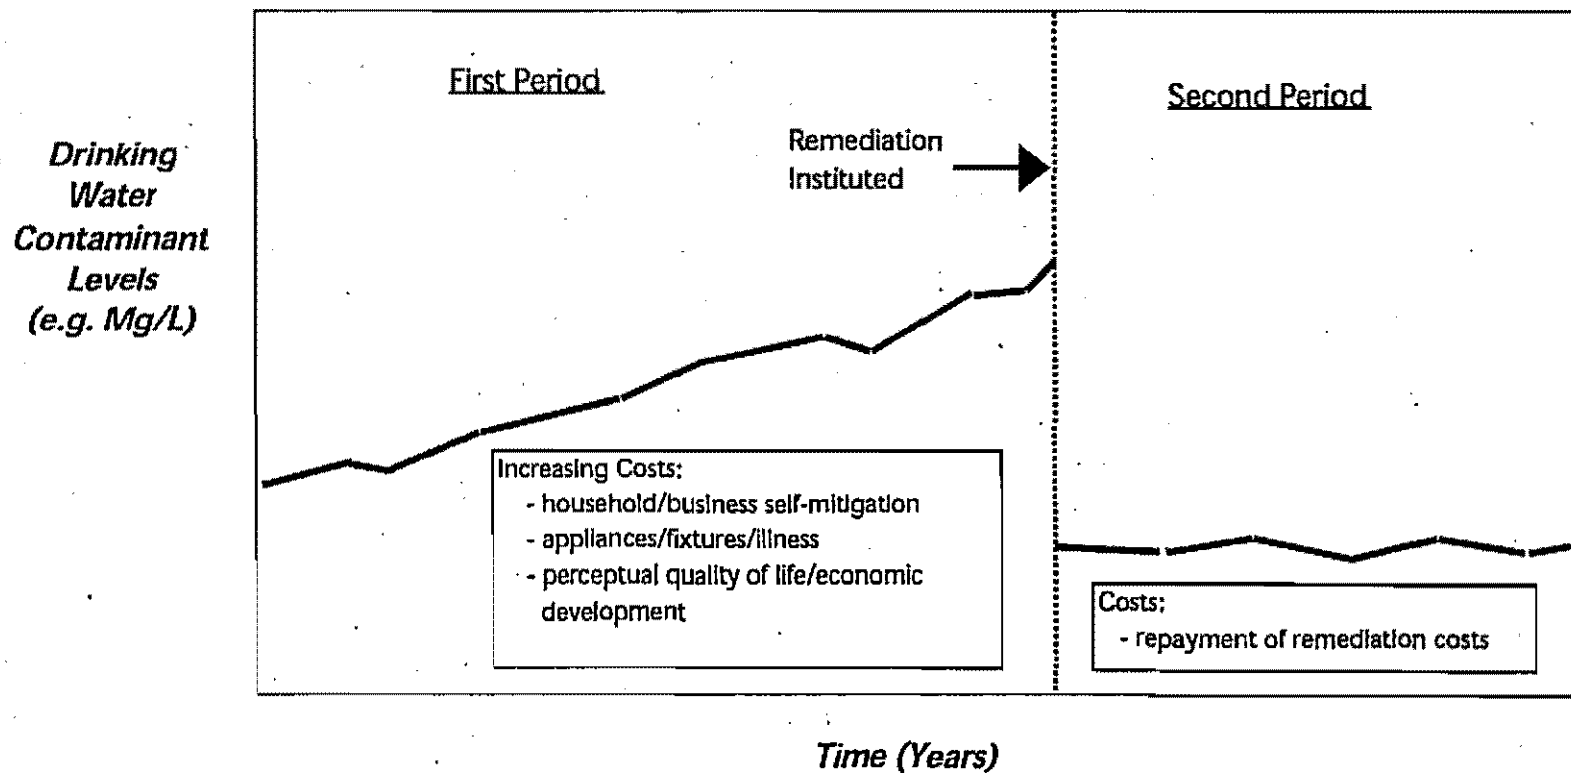 First Period
Second Period
Drinking
Water
Contaminant
Levels
(e.g. Mg/L)
Remediation
Instituted
Increasing Costs:
- household/business self-mitigation
- appliances/fixtures/illness
- perceptual quality of life/economic
development
Costs:
- repayment of remediation costs
Time (Years)